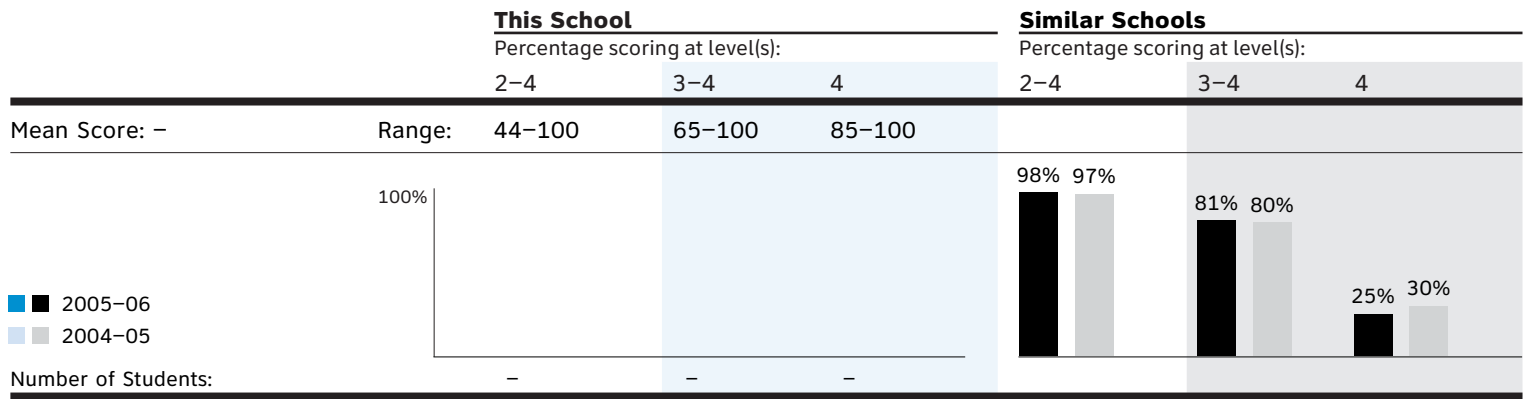 This School Similar Schools
Percentage scoring at level(s): Percentage scoring at level(s):
2–4 3–4 4 2–4 3–4 4
Mean Score: – Range: 44–100 65–100 85–100
98% 97%
81% 80%
100%
25% 30%
2005–06
2004–05
Number of Students: – – –